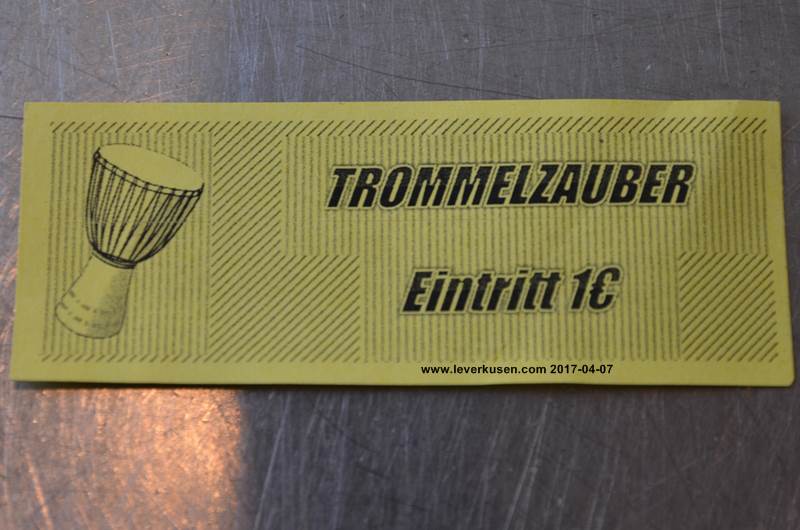 TROMMELZAUBER
Eintritt 1€
www.leverkusen.com 2017-04-07